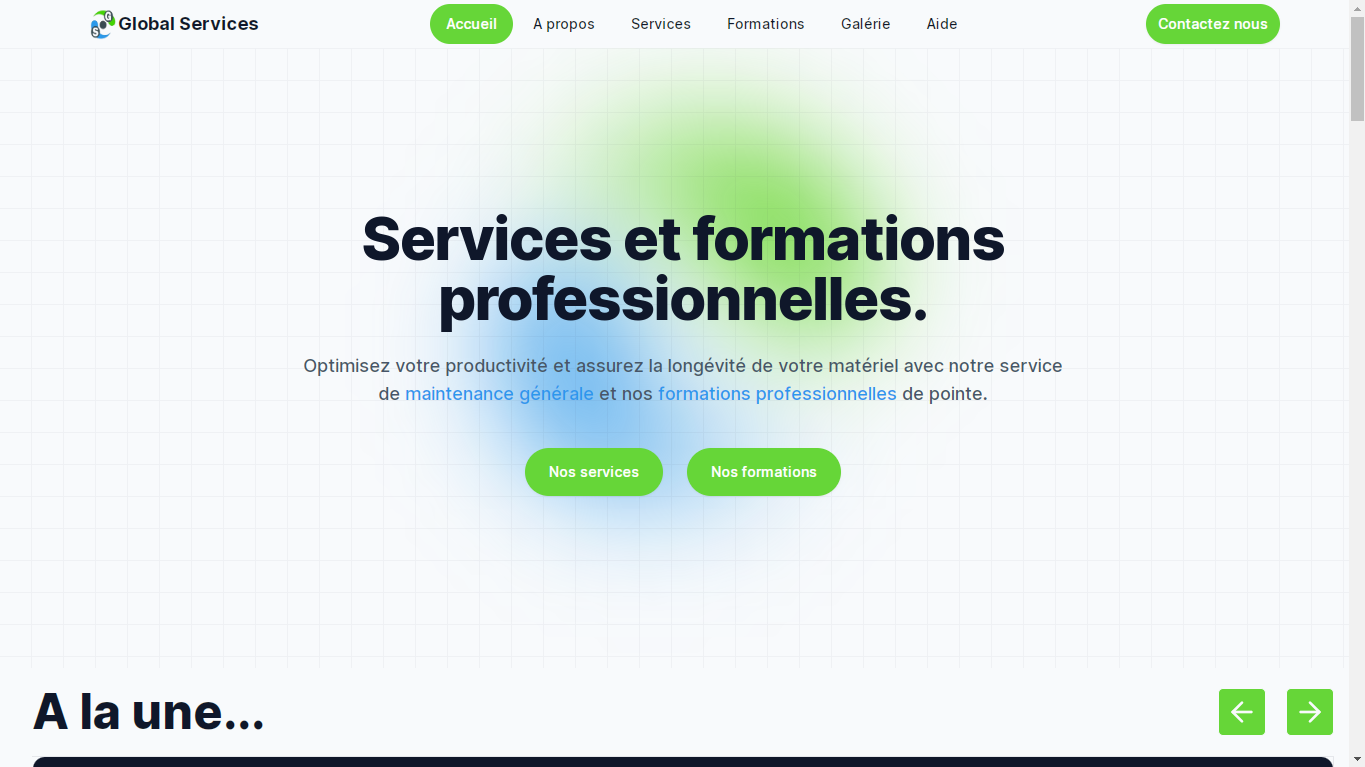 G
S
Global Services
Accueil
A propos
Services
Formations
Galérie
Aide
Contactez nous
Services et formations
professionnelles.
Optimisez votre productivité et assurez la longévité de votre matériel avec notre service
de maintenance générale et nos formations professionnelles de pointe.
Nos services
Nos formations
A la une...